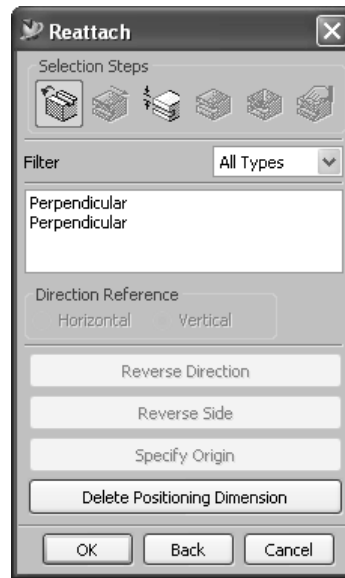 Reattach
Selection Steps
Filter All Types
Perpendicular
Perpendicular
Direction Reference
Horizontal Vertical
Reverse Direction
Reverse Side
Specify Origin
Delete Positioning Dimension
OK Back Cancel